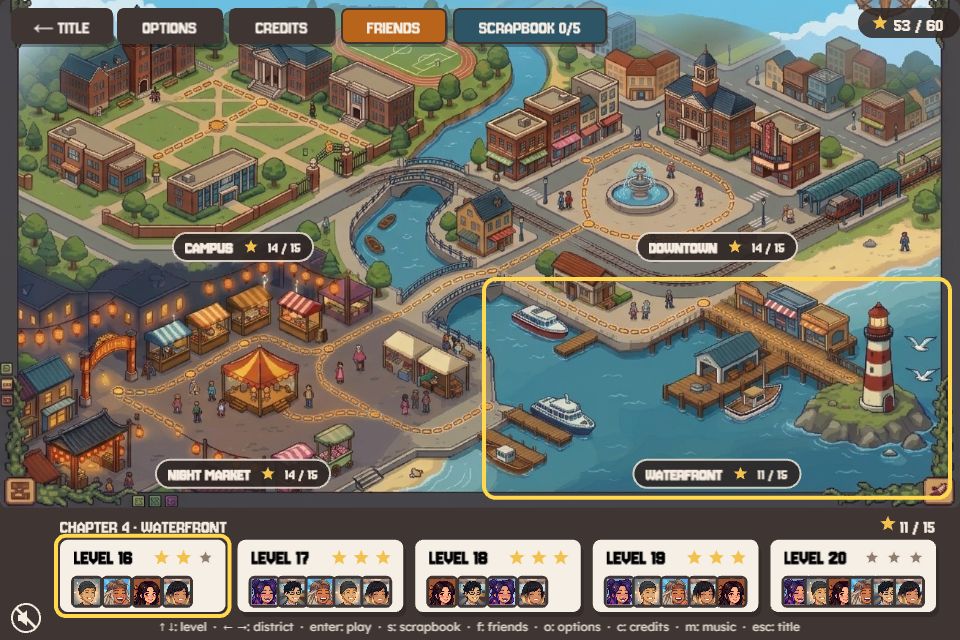 ← TITLE
OPTIONS
CREDITS
FRIENDS
SCRAPBOOK 0/5
53 / 60
CAMPUS 14 / 15
DOWNTOWN 14 / 15
NIGHT MARKET 14 / 15
WATERFRONT 11 / 15
CHAPTER 4 · WATERFRONT
11 / 15
LEVEL 16
LEVEL 17
LEVEL 18
LEVEL 19
LEVEL 20
↑ ↓: level · ← →: district · enter: play · s: scrapbook · f: friends · o: options · c: credits · m: music · esc: title